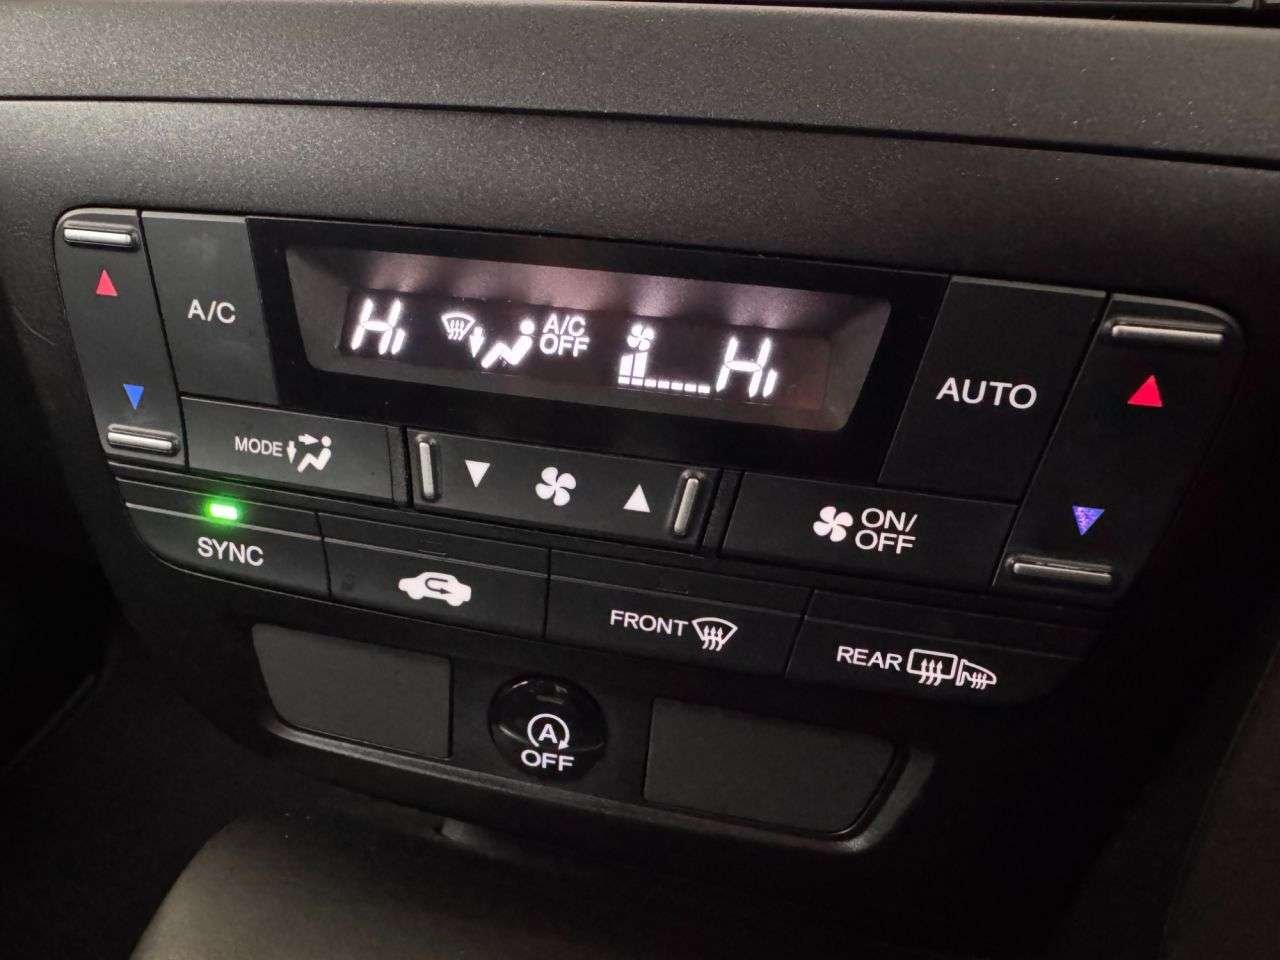 A/C
Hi
A/C
OFF
Hi
AUTO
MODE
ON/
OFF
SYNC
FRONT
REAR
A
OFF